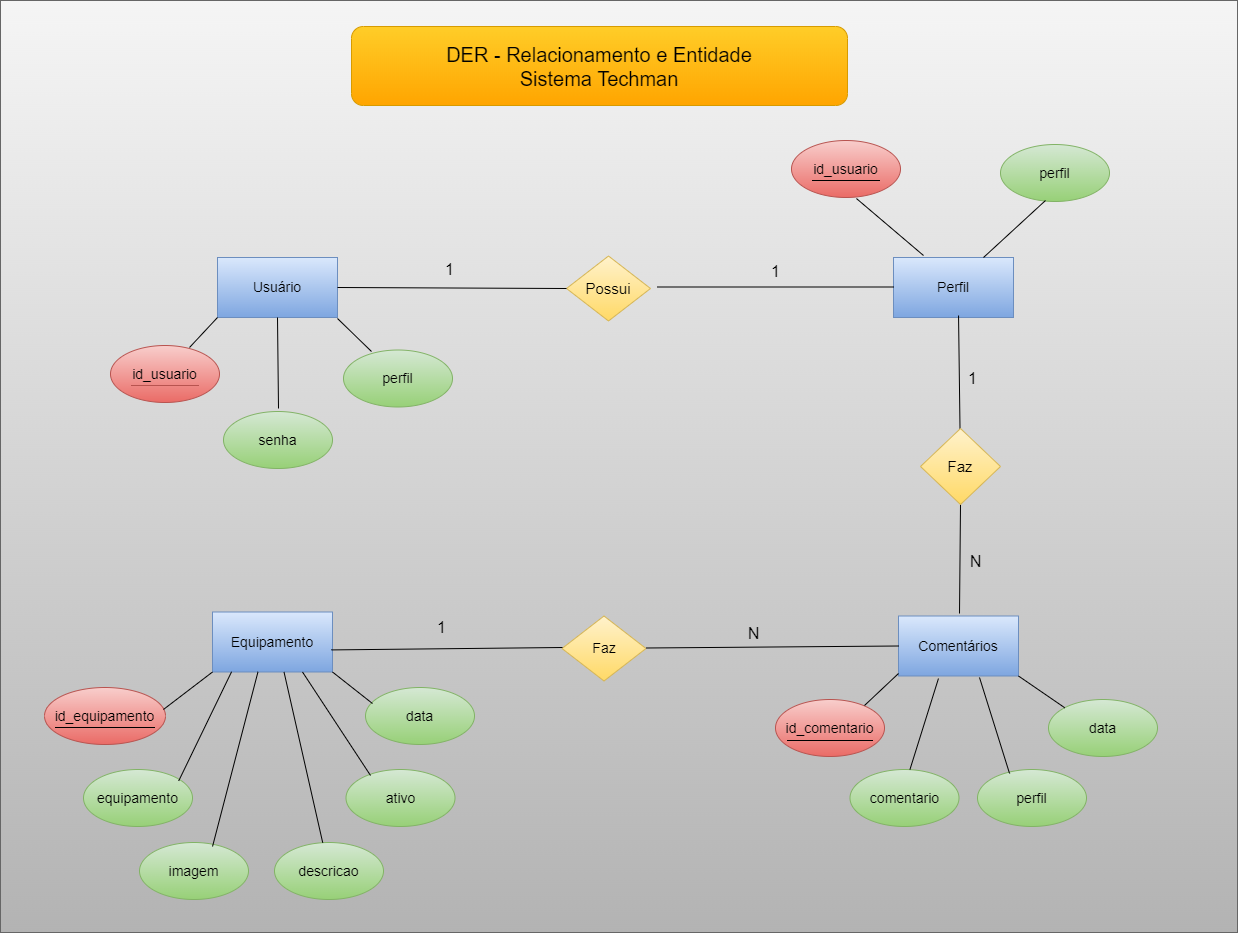 DER - Relacionamento e Entidade
Sistema Techman
id_usuario
perfil
Usuário
1
Possui
1
Perfil
id_usuario
perfil
senha
1
Faz
N
Equipamento
1
Faz
N
Comentários
id_equipamento
data
id_comentario
data
equipamento
ativo
comentario
perfil
imagem
descricao